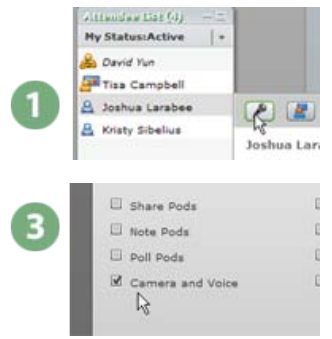 Attendee List (4)
My Status:Active
David Yun
Tisa Campbell
1
Joshua Larabee
Kristy Sibelius
Joshua Lar
3
Share Pods
Note Pods
Poll Pods
Camera and Voice